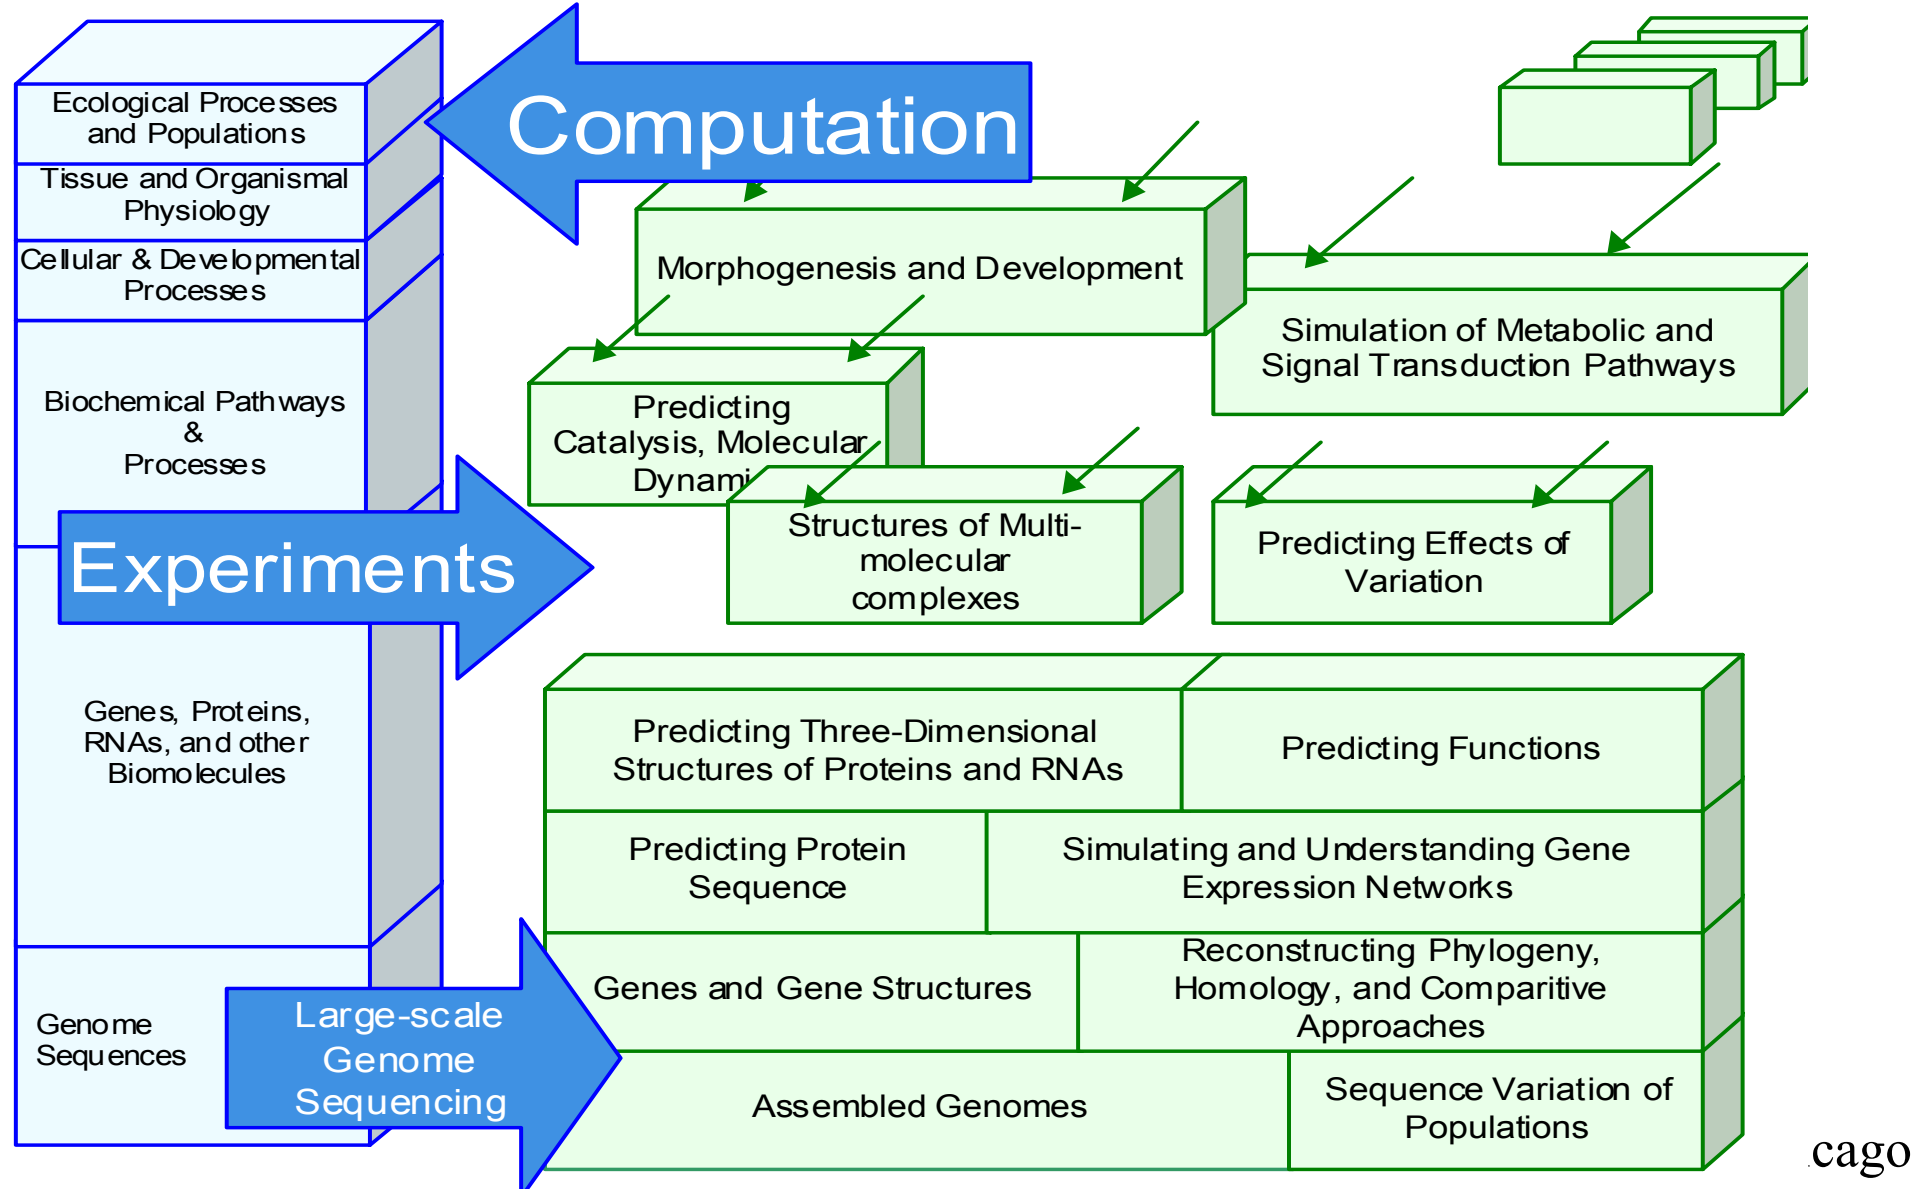 Ecological Processes
and Populations
Tissue and Organismal
Physiology
Cellular & Developmental
Processes
Biochemical Pathways
&
Processes
Genes, Proteins,
RNAs, and other
Biomolecules
Genome
Sequences
Computation
Experiments
Large-scale
Genome
Sequencing
Morphogenesis and Development
Simulation of Metabolic and
Signal Transduction Pathways
Predicting
Catalysis, Molecular
Dynami
Structures of Multi-
molecular
complexes
Predicting Effects of
Variation
Predicting Three-Dimensional
Structures of Proteins and RNAs
Predicting Functions
Predicting Protein
Sequence
Simulating and Understanding Gene
Expression Networks
Genes and Gene Structures
Reconstructing Phylogeny,
Homology, and Comparitive
Approaches
Assembled Genomes
Sequence Variation of
Populations
cago